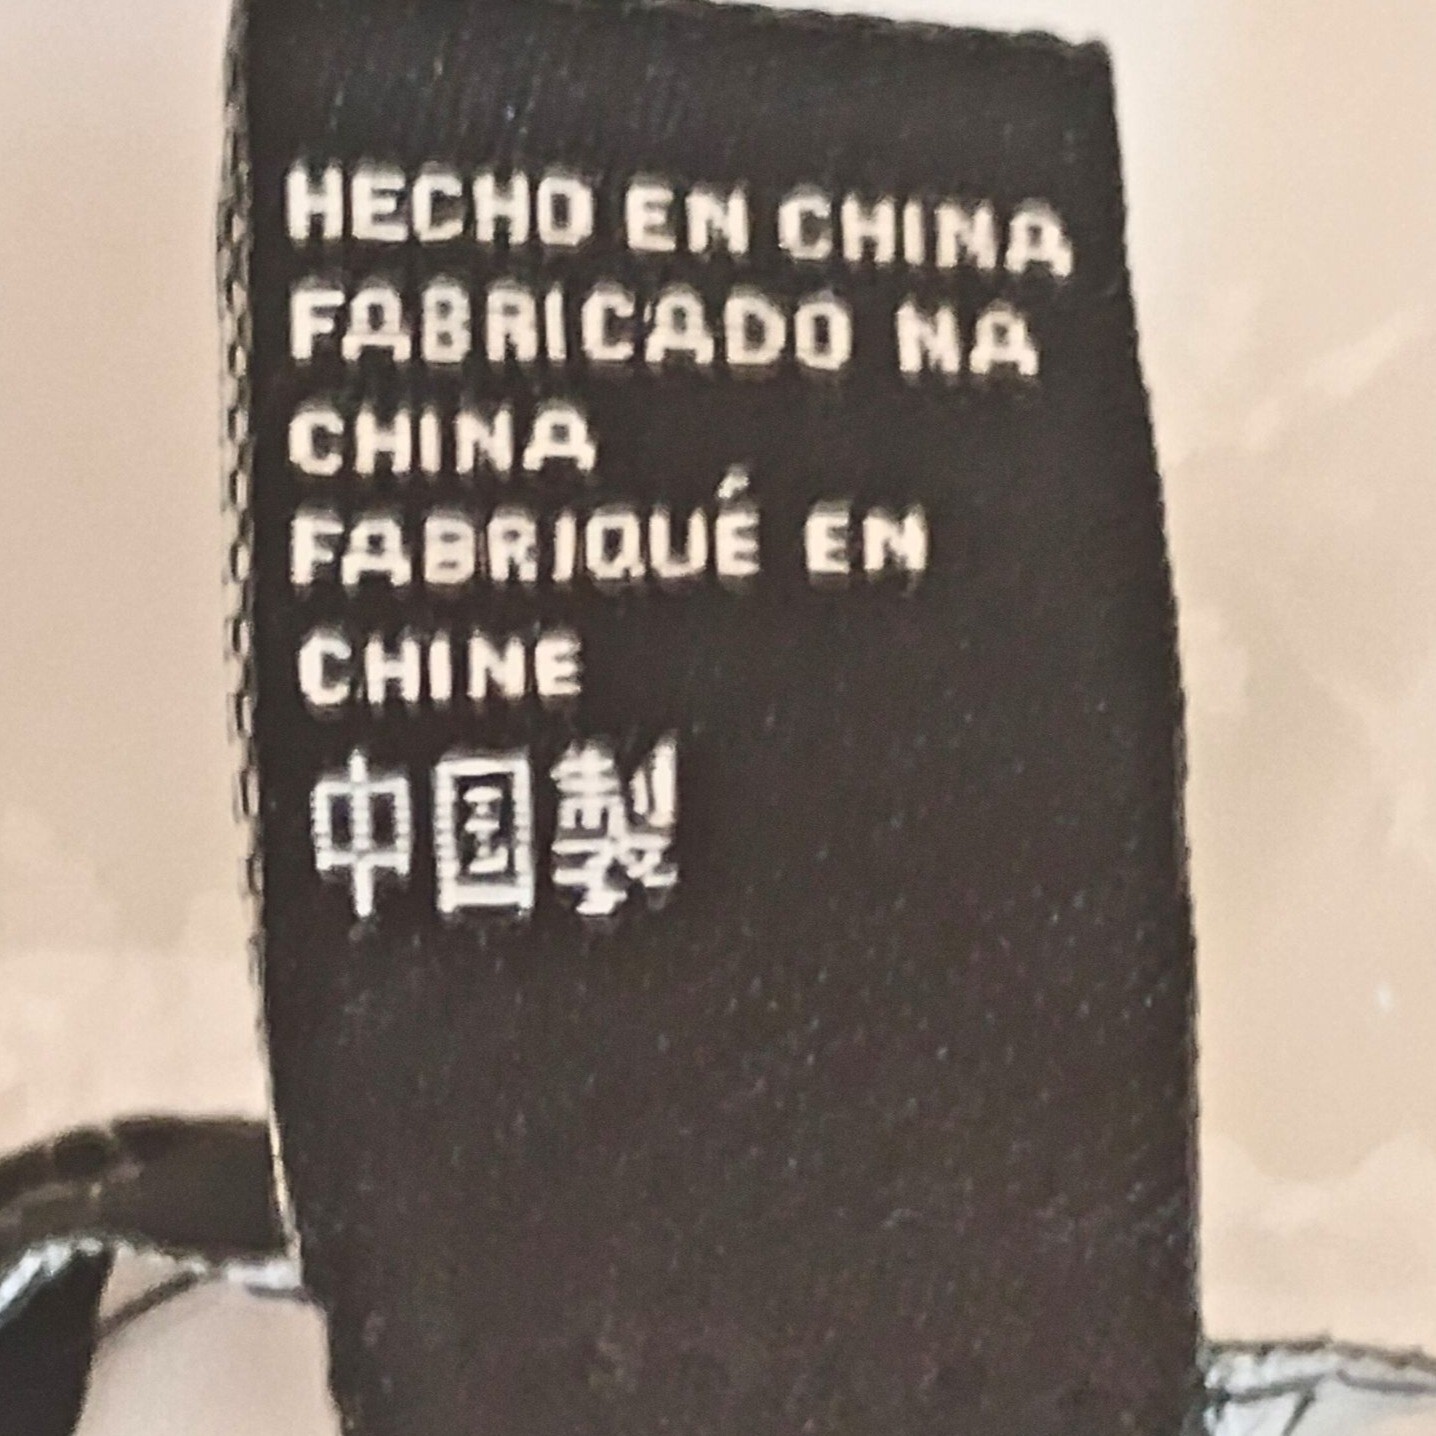 HECHO EN CHINA
FABRICADO NA
CHINA
FABRIQUÉ EN
CHINE
中国製